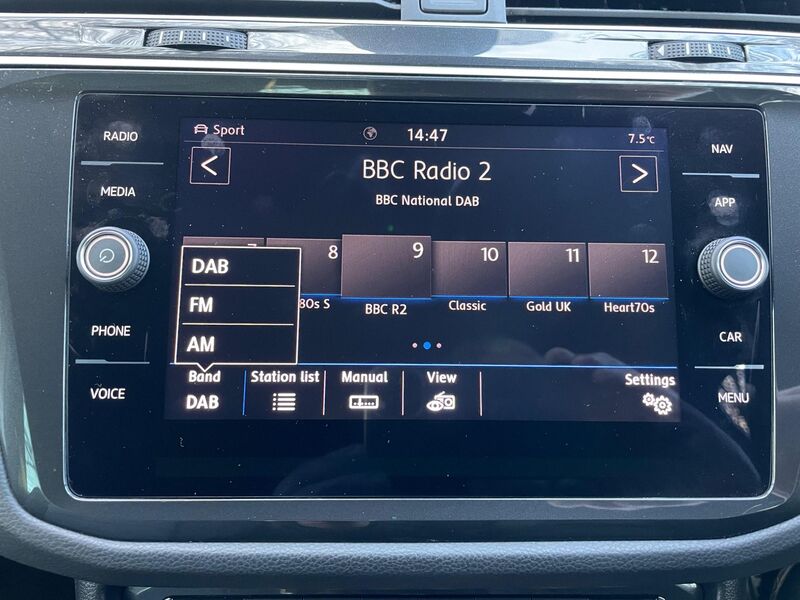 RADIO
MEDIA
PHONE
VOICE
Sport
14:47
7.5°C
<
BBC Radio 2
>
BBC National DAB
8
9
10
11
12
80s S
BBC R2
Classic
Gold UK
Heart70s
DAB
FM
AM
Band
Station list
Manual
View
Settings
DAB
NAV
APP
CAR
MENU